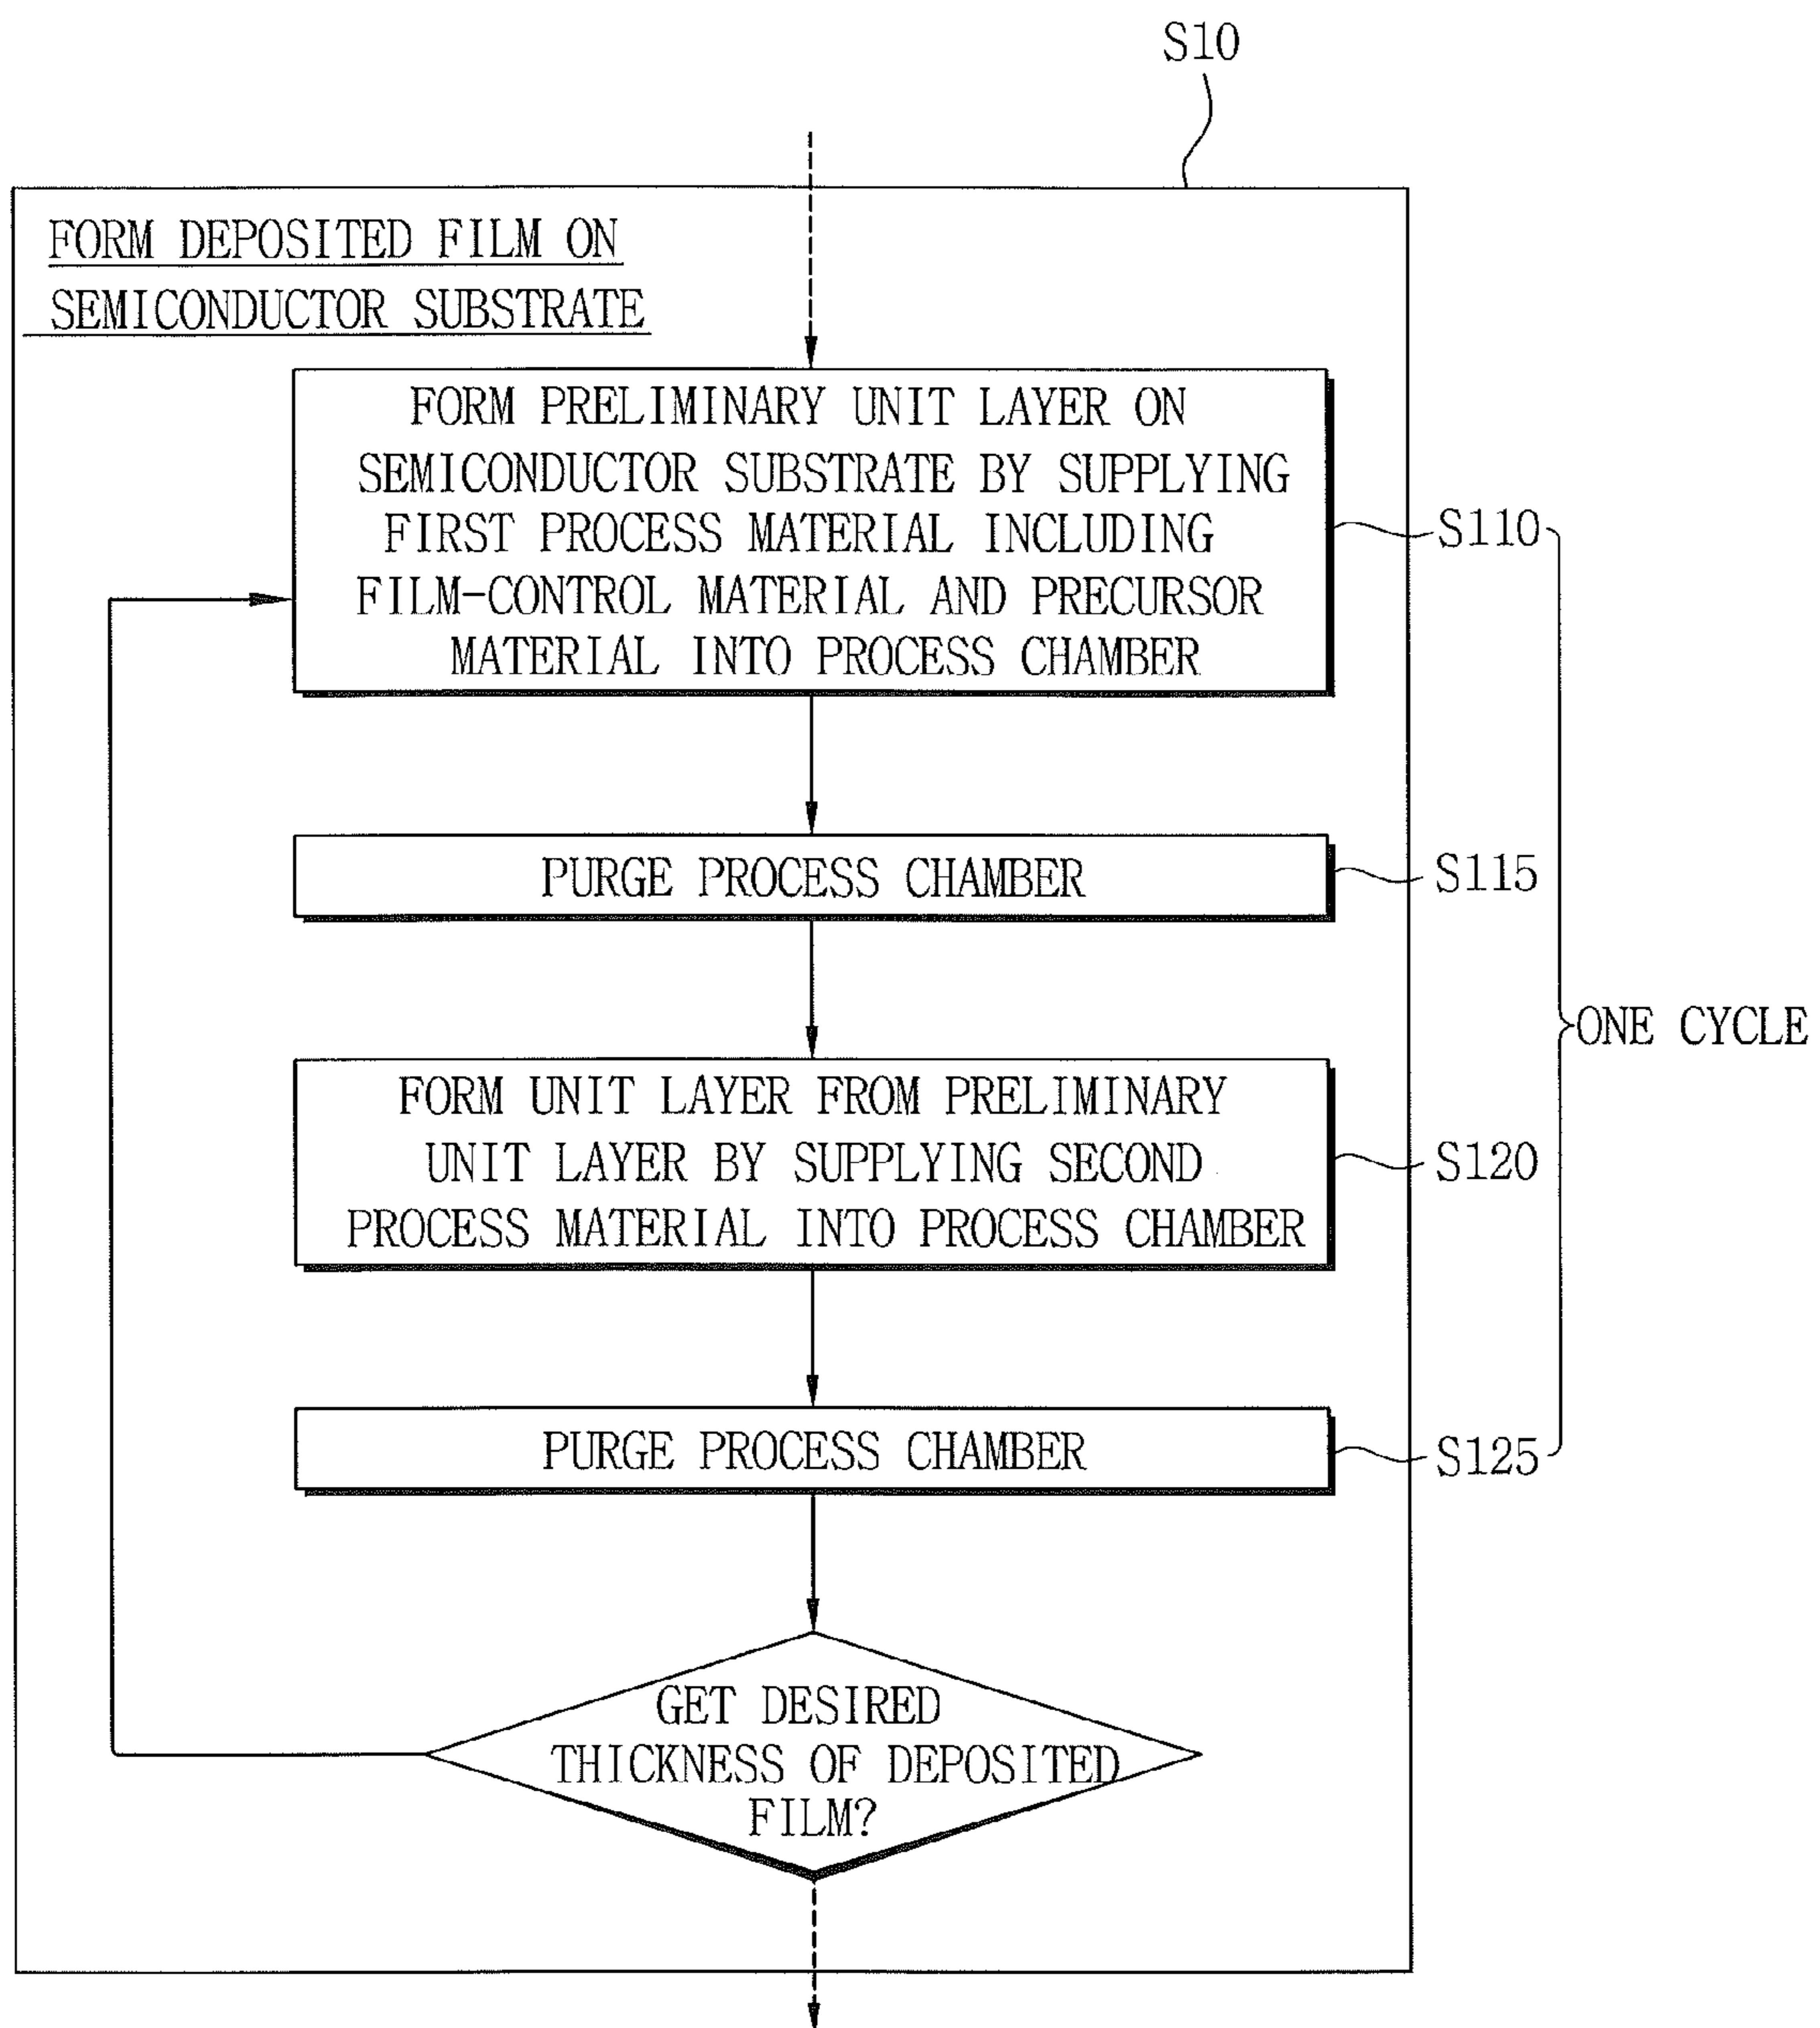 S10
FORM DEPOSITED FILM ON
SEMICONDUCTOR SUBSTRATE
FORM PRELIMINARY UNIT LAYER ON
SEMICONDUCTOR SUBSTRATE BY SUPPLYING
FIRST PROCESS MATERIAL INCLUDING
FILM-CONTROL MATERIAL AND PRECURSOR
MATERIAL INTO PROCESS CHAMBER
S110
PURGE PROCESS CHAMBER
S115
ONE CYCLE
FORM UNIT LAYER FROM PRELIMINARY
UNIT LAYER BY SUPPLYING SECOND
PROCESS MATERIAL INTO PROCESS CHAMBER
S120
PURGE PROCESS CHAMBER
S125
GET DESIRED
THICKNESS OF DEPOSITED
FILM?